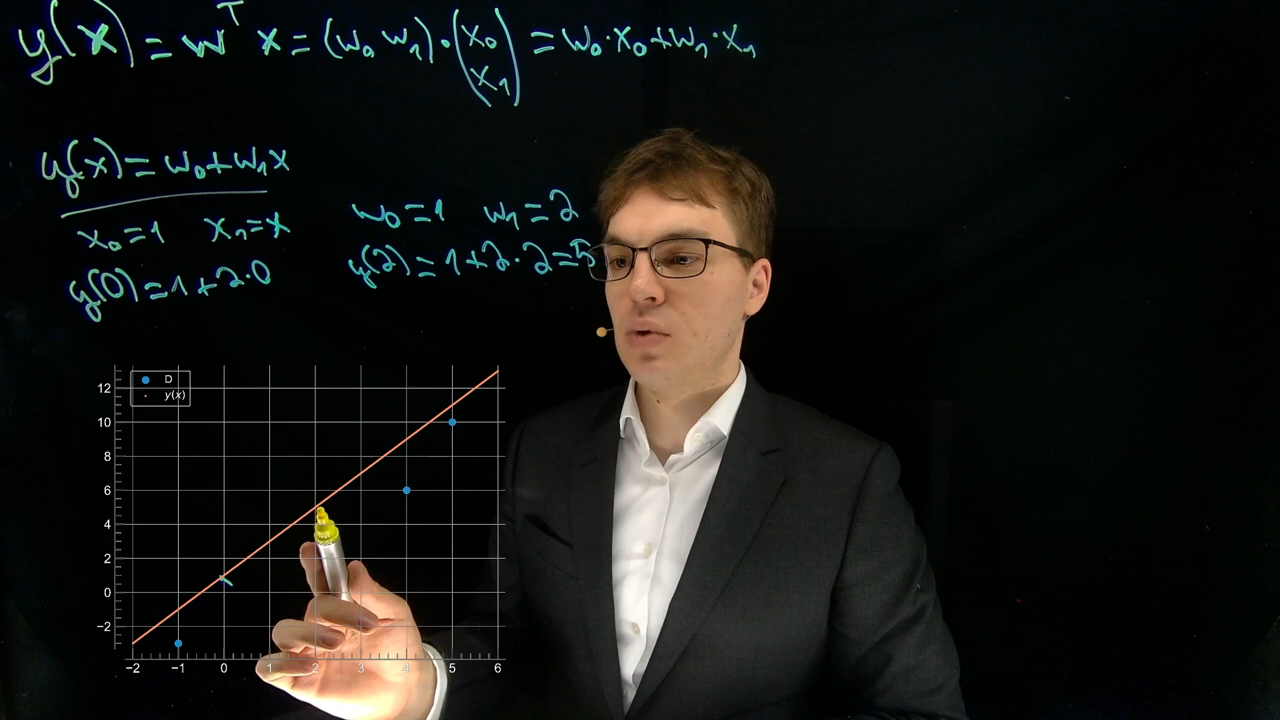 y(x) = w^T x = (w₀ w₁) · (x₀ x₁) = w₀·x₀+w₁·x₁
y(x) = w₀+w₁x
x₀=1 x₁=x
y(0)=1+2·0
w₀=1 w₁=2
y(2)=1+2·2=5
D
y(x)
12
10
8
6
4
2
0
−2
−2 −1 0 1 2 3 4 5 6